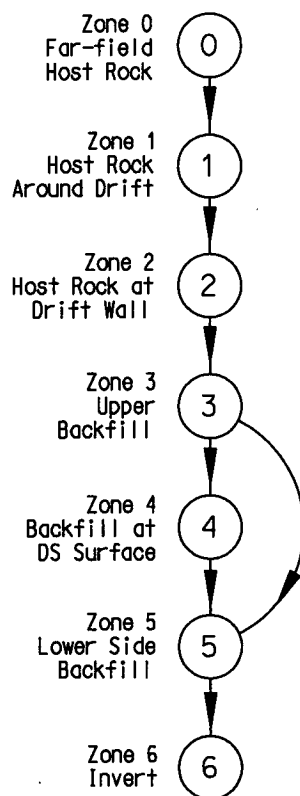 Zone 0
Far-field
Host Rock
0
Zone 1
Host Rock
Around Drift
1
Zone 2
Host Rock at
Drift Wall
2
Zone 3
Upper
Backfill
3
Zone 4
Backfill at
DS Surface
4
Zone 5
Lower Side
Backfill
5
Zone 6
Invert
6